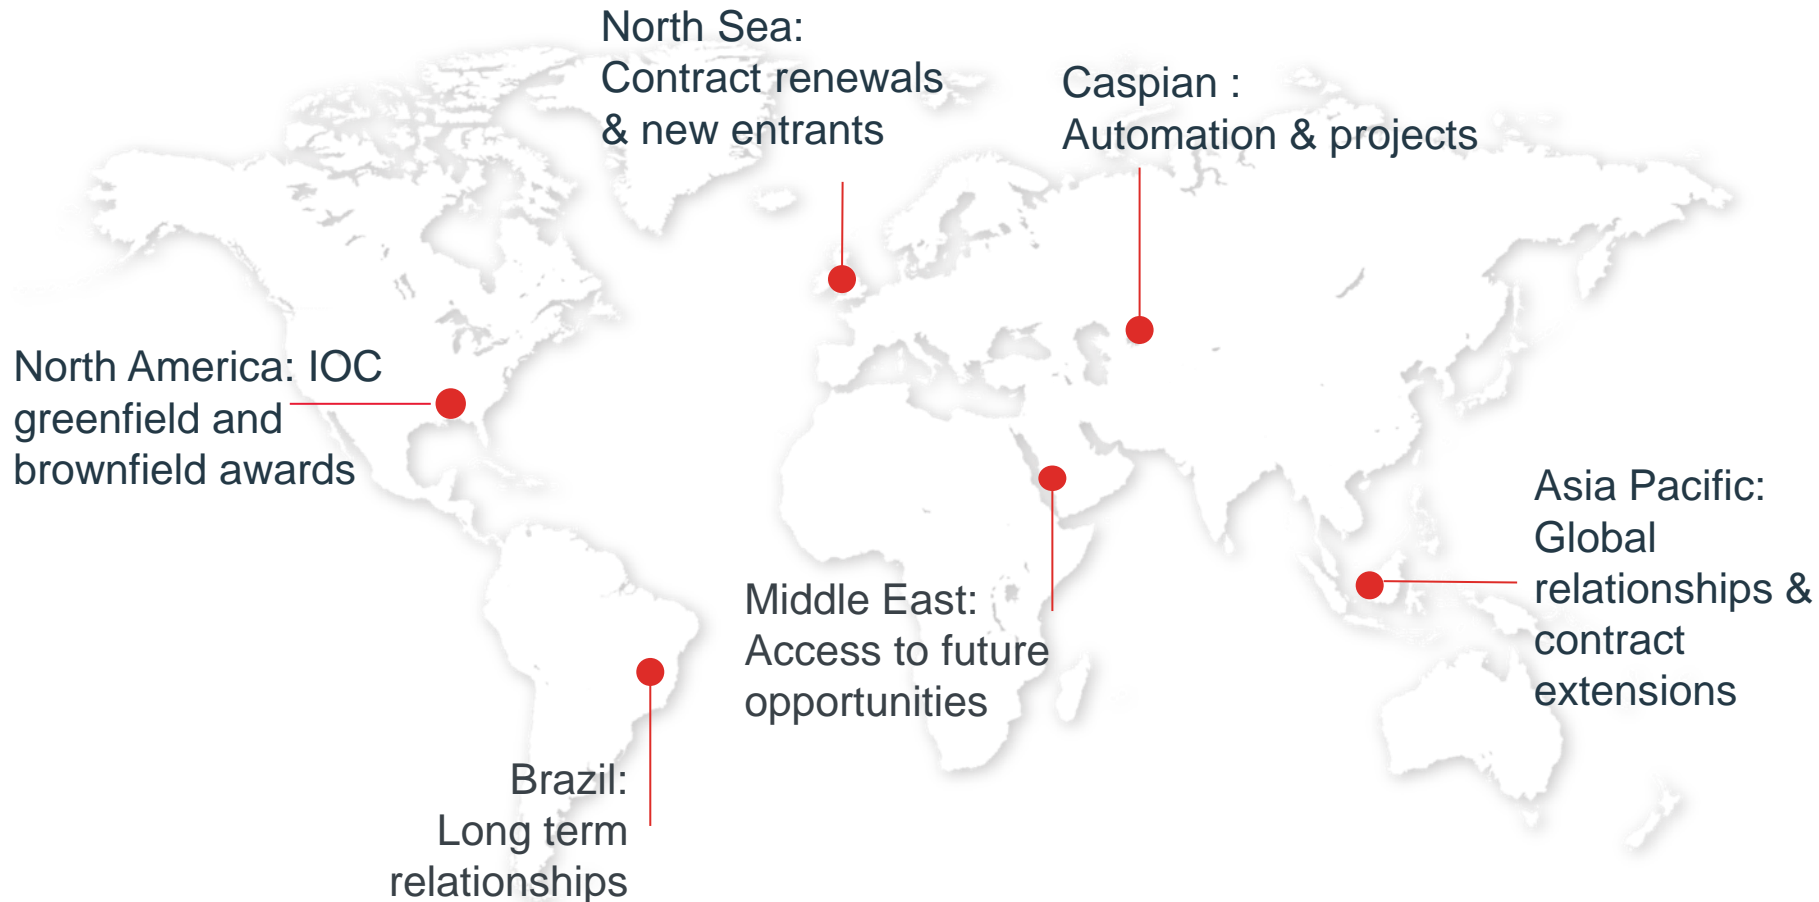 North Sea:
Contract renewals
& new entrants
Caspian :
Automation & projects
North America: IOC
greenfield and
brownfield awards
Asia Pacific:
Global
relationships &
contract
extensions
Middle East:
Access to future
opportunities
Brazil:
Long term
relationships